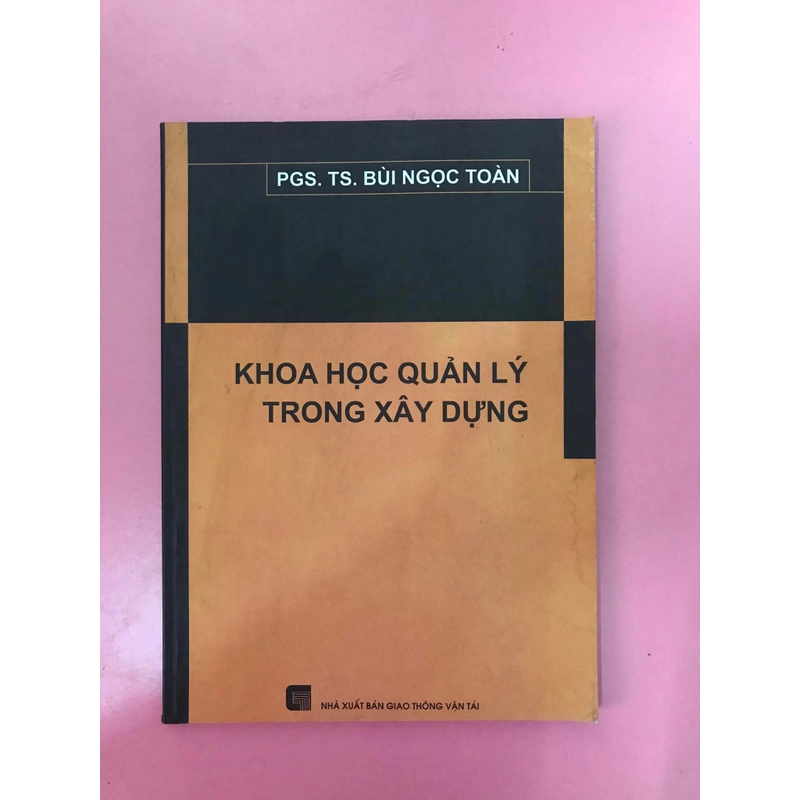 PGS. TS. BÙI NGỌC TOÀN
KHOA HỌC QUẢN LÝ
TRONG XÂY DỰNG
NHÀ XUẤT BẢN GIAO THÔNG VẬN TẢI